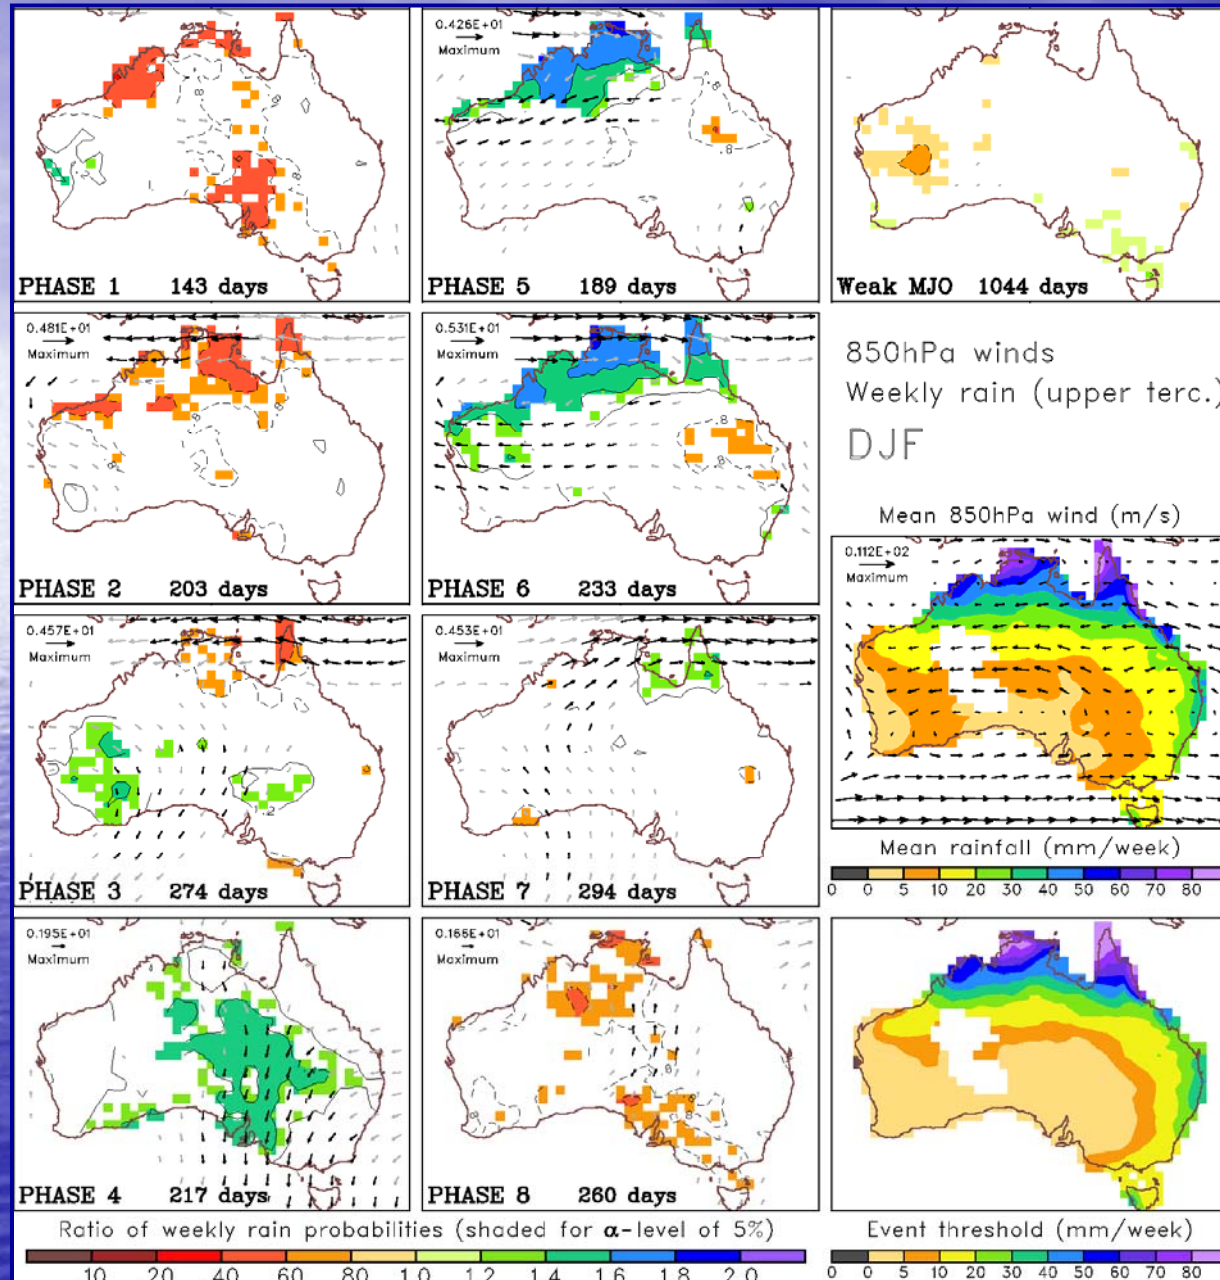 PHASE 1 143 days
0.426E+01
Maximum
PHASE 5 189 days
Weak MJO 1044 days
0.481E+01
Maximum
PHASE 2 203 days
0.531E+01
Maximum
PHASE 6 233 days
850hPa winds
Weekly rain (upper terc.)
DJF
Mean 850hPa wind (m/s)
0.112E+02
Maximum
Mean rainfall (mm/week)
0 0 5 10 20 30 40 50 60 70 80
0.457E+01
Maximum
PHASE 3 274 days
0.453E+01
Maximum
PHASE 7 294 days
0.195E+01
Maximum
PHASE 4 217 days
0.166E+01
Maximum
PHASE 8 260 days
Ratio of weekly rain probabilities (shaded for α-level of 5%)
.10 .20 .40 .60 .80 1.0 1.2 1.4 1.6 1.8 2.0
Event threshold (mm/week)
0 0 5 10 20 30 40 50 60 70 80